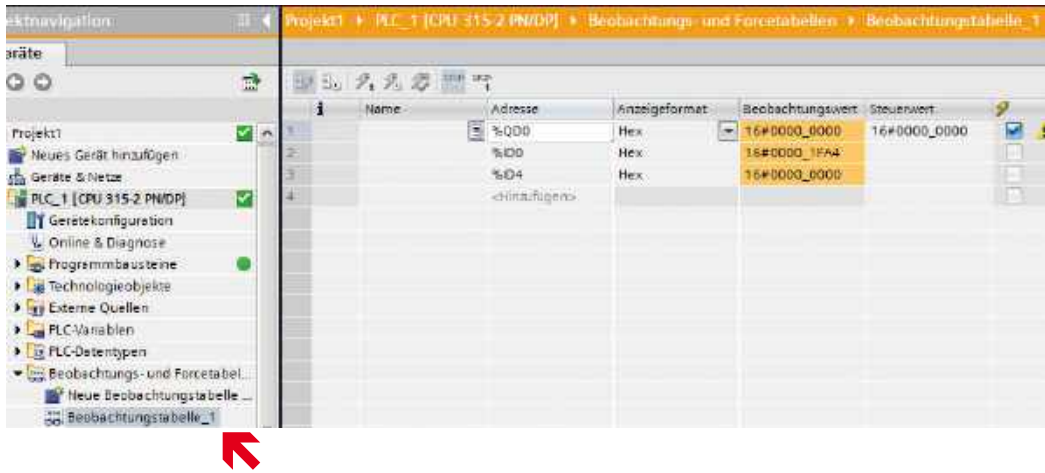 ektnavigation
Projekt1 ▸ PLC_1 [CPU 315-2 PN/DP] ▸ Beobachtungs- und Forcetabellen ▸ Beobachtungstabelle_1
eräte
i Name Adresse Anzeigeformat Beobachtungswert Steuerwert
1 %QD0 Hex 16#0000_0000 16#0000_0000
2 %ID0 Hex 16#0000_1FA4
3 %ID4 Hex 16#0000_0000
4 <Hinzufügen>
Projekt1
Neues Gerät hinzufügen
Geräte & Netze
PLC_1 [CPU 315-2 PN/DP]
Gerätekonfiguration
Online & Diagnose
Programmbausteine
Technologieobjekte
Externe Quellen
PLC-Variablen
PLC-Datentypen
Beobachtungs- und Forcetabel...
Neue Beobachtungstabelle ...
Beobachtungstabelle_1